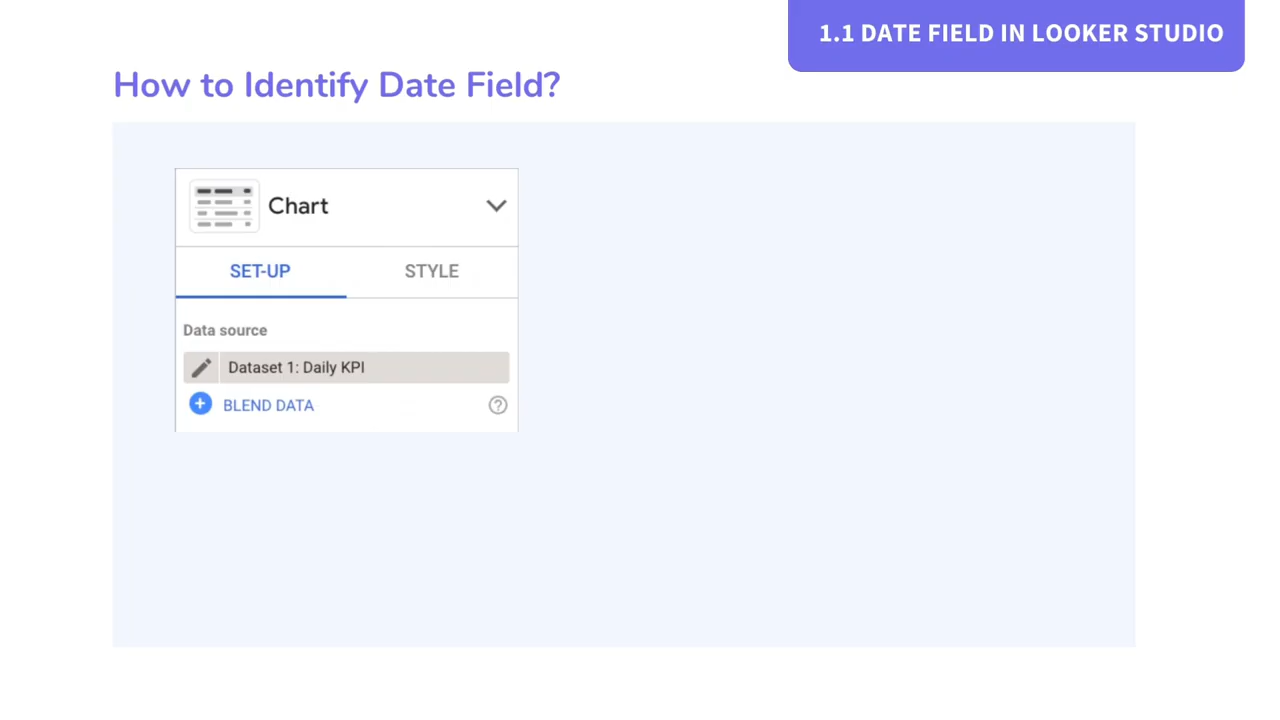 1.1 DATE FIELD IN LOOKER STUDIO
How to Identify Date Field?
Chart
SET-UP
STYLE
Data source
Dataset 1: Daily KPI
BLEND DATA